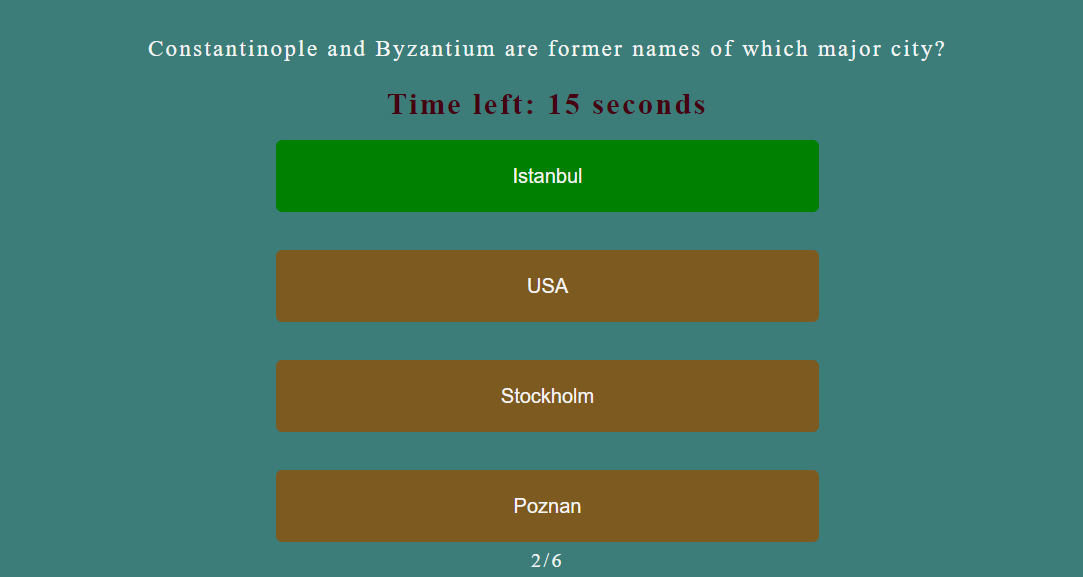 Constantinople and Byzantium are former names of which major city?
Time left: 15 seconds
Istanbul
USA
Stockholm
Poznan
2/6